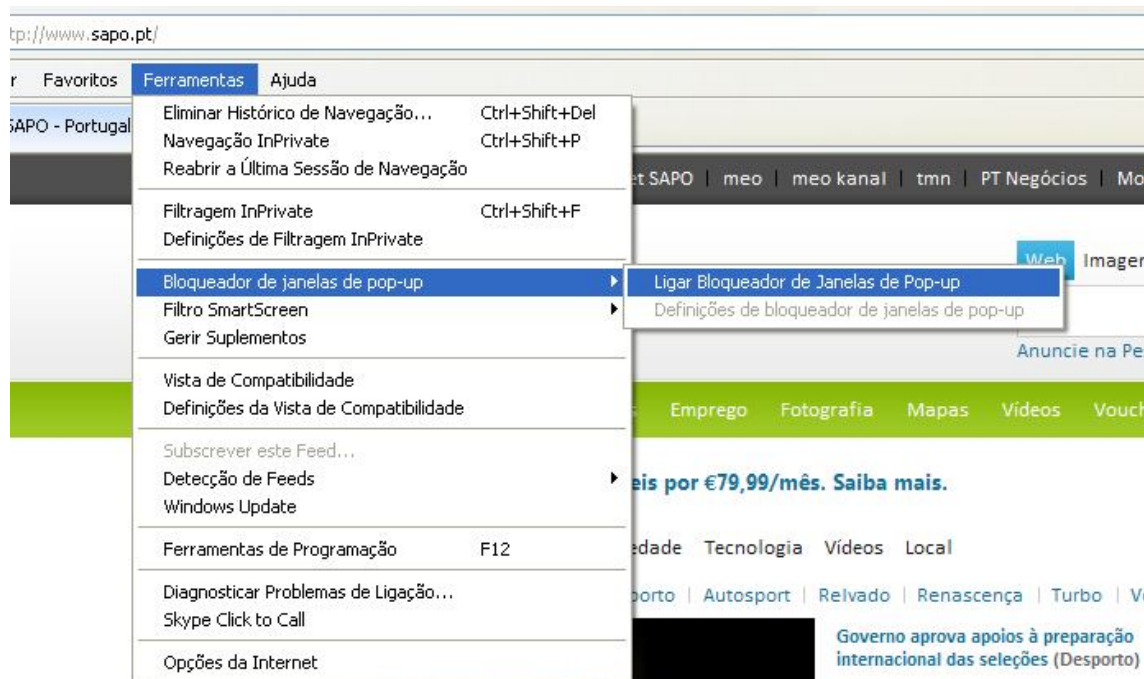 tp://www.sapo.pt/
r Favoritos Ferramentas Ajuda
SAPO - Portugal
Eliminar Histórico de Navegação... Ctrl+Shift+Del
Navegação InPrivate Ctrl+Shift+P
Reabrir a Última Sessão de Navegação
et SAPO | meo | meo kanal | tmn | PT Negócios | Mo
Filtragem InPrivate Ctrl+Shift+F
Definições de Filtragem InPrivate
Web Imager
Bloqueador de janelas de pop-up
Ligar Bloqueador de Janelas de Pop-up
Filtro SmartScreen
Definições de bloqueador de janelas de pop-up
Gerir Suplementos
Anuncie na Pe
Vista de Compatibilidade
Definições da Vista de Compatibilidade
s Emprego Fotografia Mapas Vídeos Vouch
Subscrever este Feed...
Detecção de Feeds
eis por €79,99/mês. Saiba mais.
Windows Update
Ferramentas de Programação F12
edade Tecnologia Vídeos Local
Diagnosticar Problemas de Ligação...
porto | Autosport | Relvado | Renascença | Turbo | V
Skype Click to Call
Governo aprova apoios à preparação
internacional das seleções (Desporto)
Opções da Internet